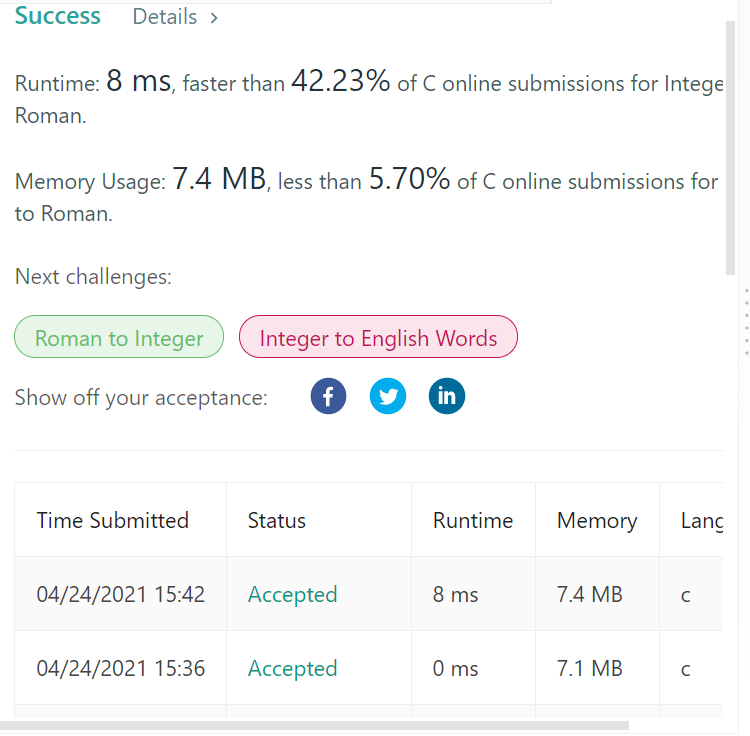 Success Details >
Runtime: 8 ms, faster than 42.23% of C online submissions for Intege
Roman.
Memory Usage: 7.4 MB, less than 5.70% of C online submissions for
to Roman.
Next challenges:
Roman to Integer Integer to English Words
Show off your acceptance: f in
Time Submitted Status Runtime Memory Lang
04/24/2021 15:42 Accepted 8 ms 7.4 MB c
04/24/2021 15:36 Accepted 0 ms 7.1 MB c